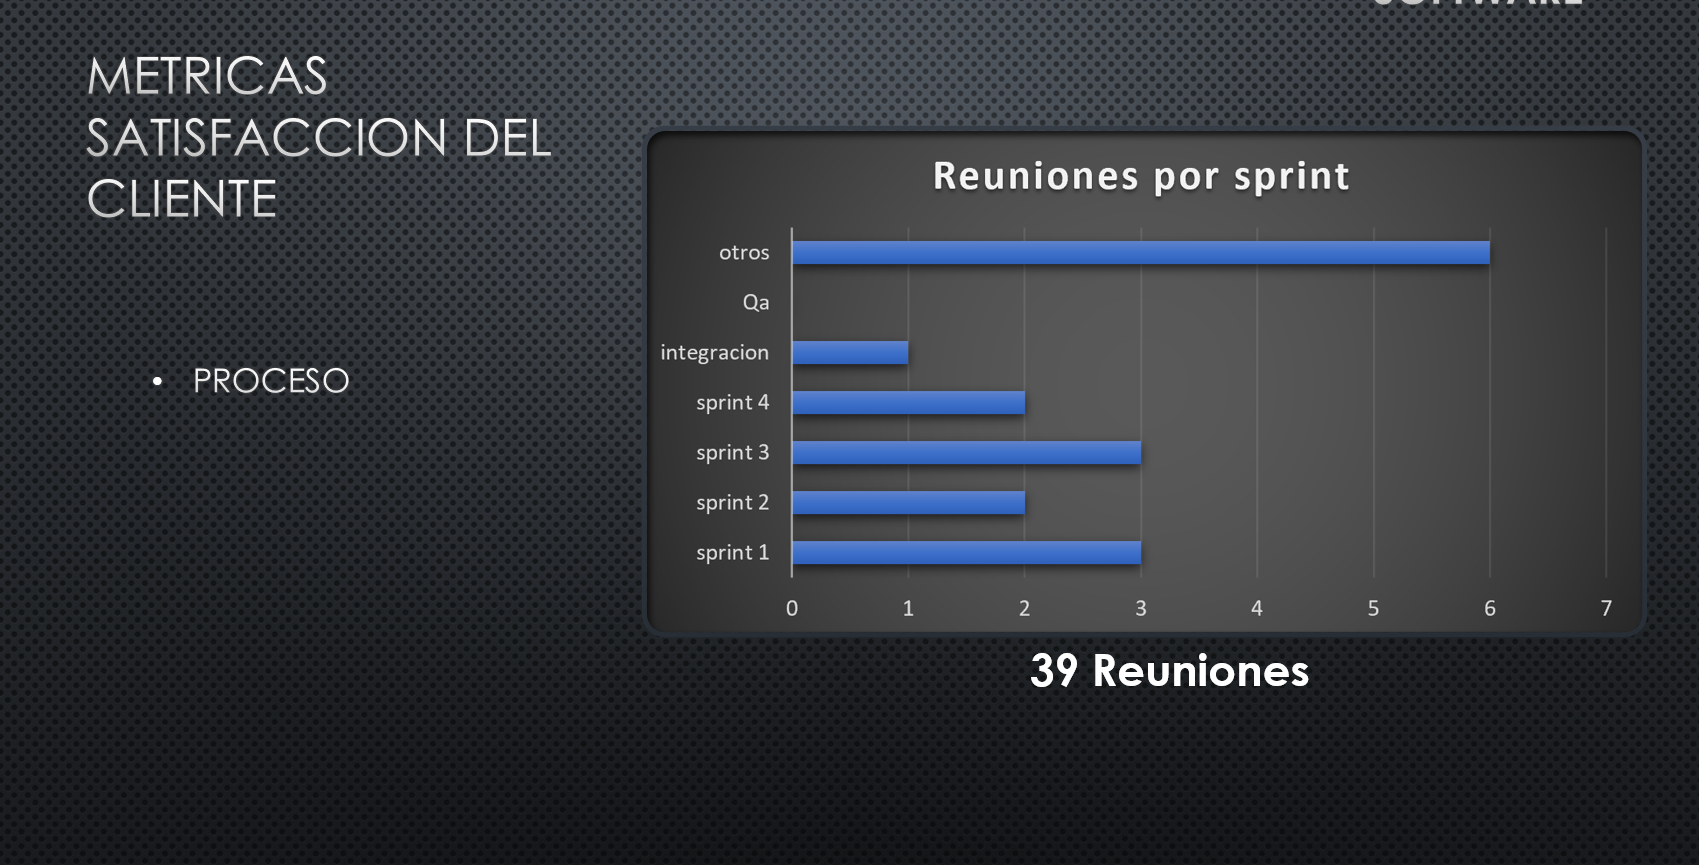 METRICAS
SATISFACCION DEL
CLIENTE
• PROCESO
Reuniones por sprint
otros
Qa
integracion
sprint 4
sprint 3
sprint 2
sprint 1
0 1 2 3 4 5 6 7
39 Reuniones